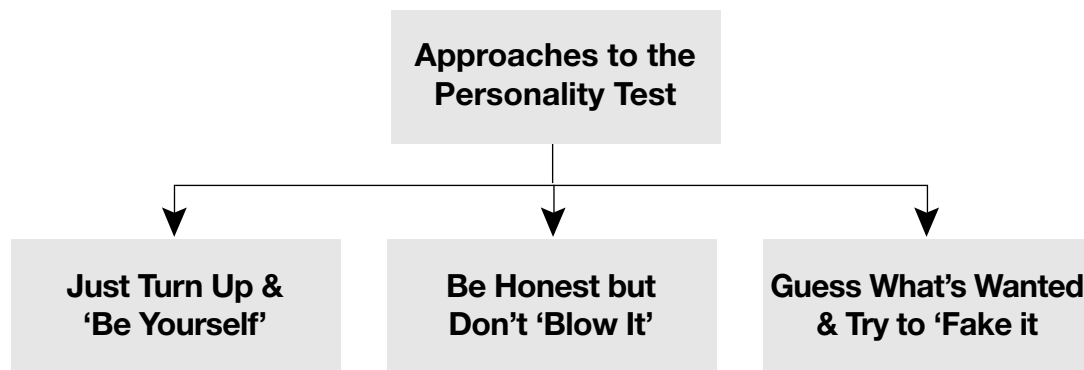 Approaches to the
Personality Test
Just Turn Up &
‘Be Yourself’
Be Honest but
Don’t ‘Blow It’
Guess What’s Wanted
& Try to ‘Fake it